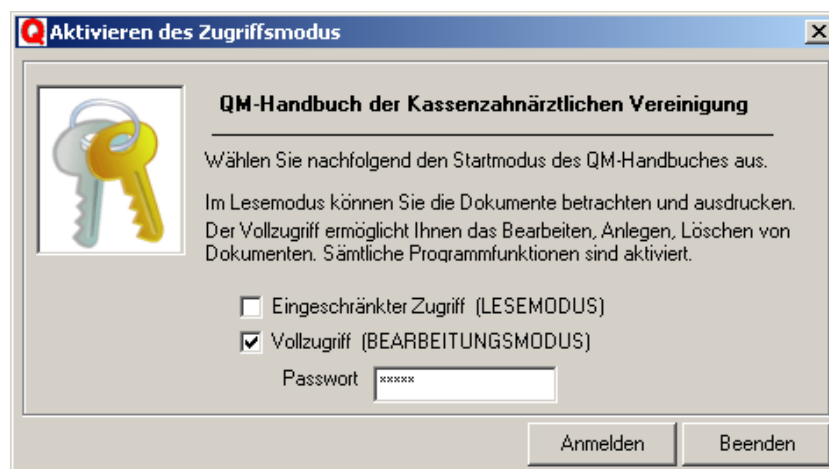 Q Aktivieren des Zugriffsmodus
QM-Handbuch der Kassenzahnärztlichen Vereinigung
Wählen Sie nachfolgend den Startmodus des QM-Handbuches aus.
Im Lesemodus können Sie die Dokumente betrachten und ausdrucken.
Der Vollzugriff ermöglicht Ihnen das Bearbeiten, Anlegen, Löschen von
Dokumenten. Sämtliche Programmfunktionen sind aktiviert.
Eingeschränkter Zugriff (LESEMODUS)
Vollzugriff (BEARBEITUNGSMODUS)
Passwort *****
Anmelden Beenden